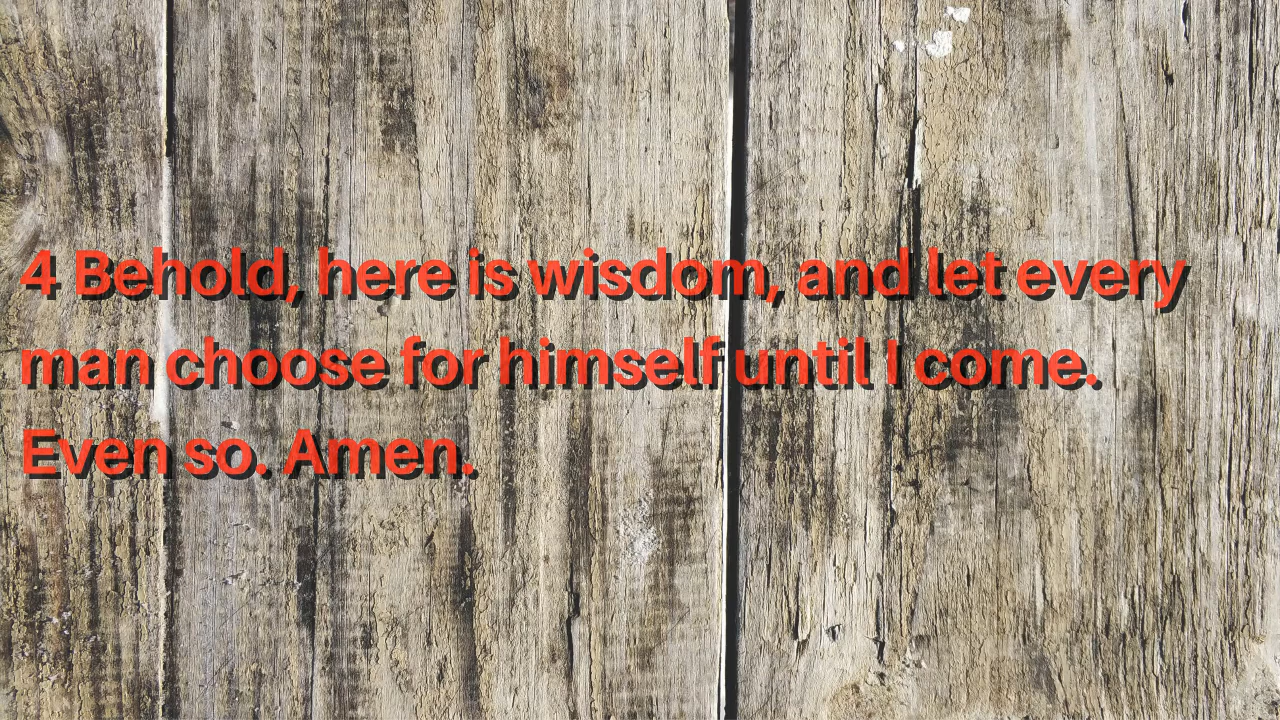 4 Behold, here is wisdom, and let every
man choose for himself until I come.
Even so. Amen.